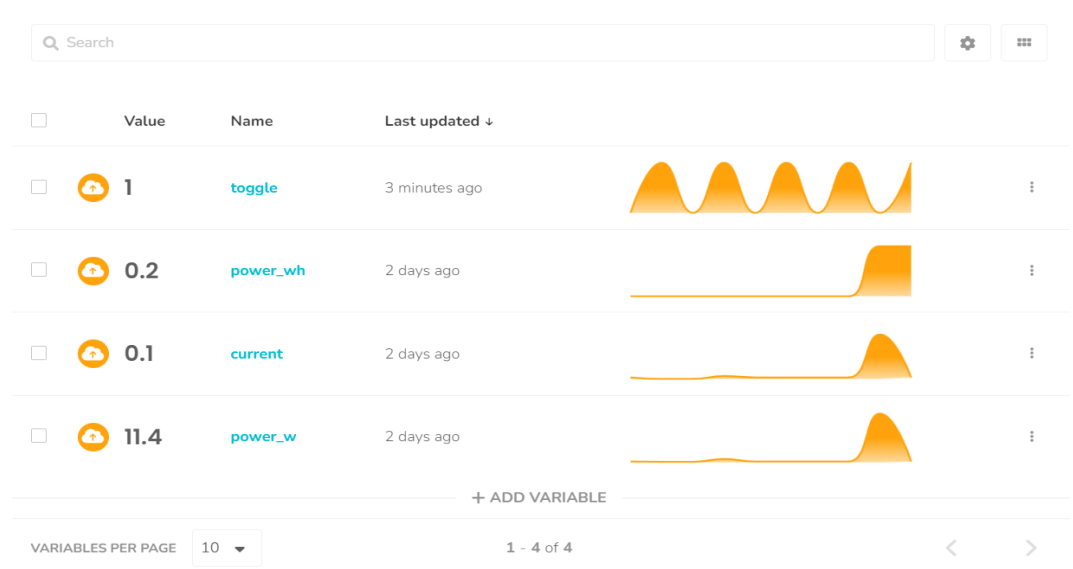 Search
Value Name Last updated ↓
1 toggle 3 minutes ago
0.2 power_wh 2 days ago
0.1 current 2 days ago
11.4 power_w 2 days ago
+ ADD VARIABLE
VARIABLES PER PAGE 10 1 - 4 of 4